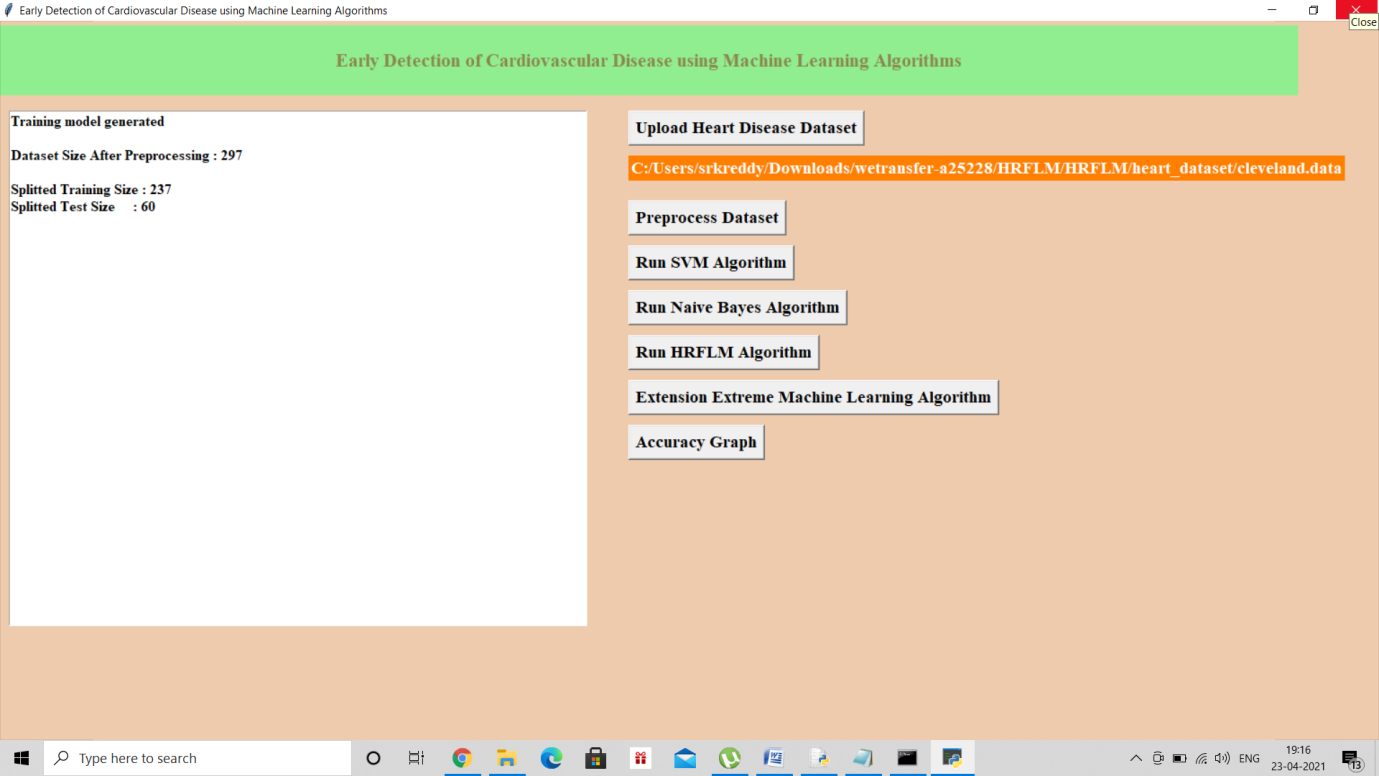 Early Detection of Cardiovascular Disease using Machine Learning Algorithms
Close
Early Detection of Cardiovascular Disease using Machine Learning Algorithms
Training model generated
Dataset Size After Preprocessing : 297
Splitted Training Size : 237
Splitted Test Size : 60
Upload Heart Disease Dataset
C:/Users/srkreddy/Downloads/wetransfer-a25228/HRFLM/HRFLM/heart_dataset/cleveland.data
Preprocess Dataset
Run SVM Algorithm
Run Naive Bayes Algorithm
Run HRFLM Algorithm
Extension Extreme Machine Learning Algorithm
Accuracy Graph
Type here to search
ENG
19:16
23-04-2021
13